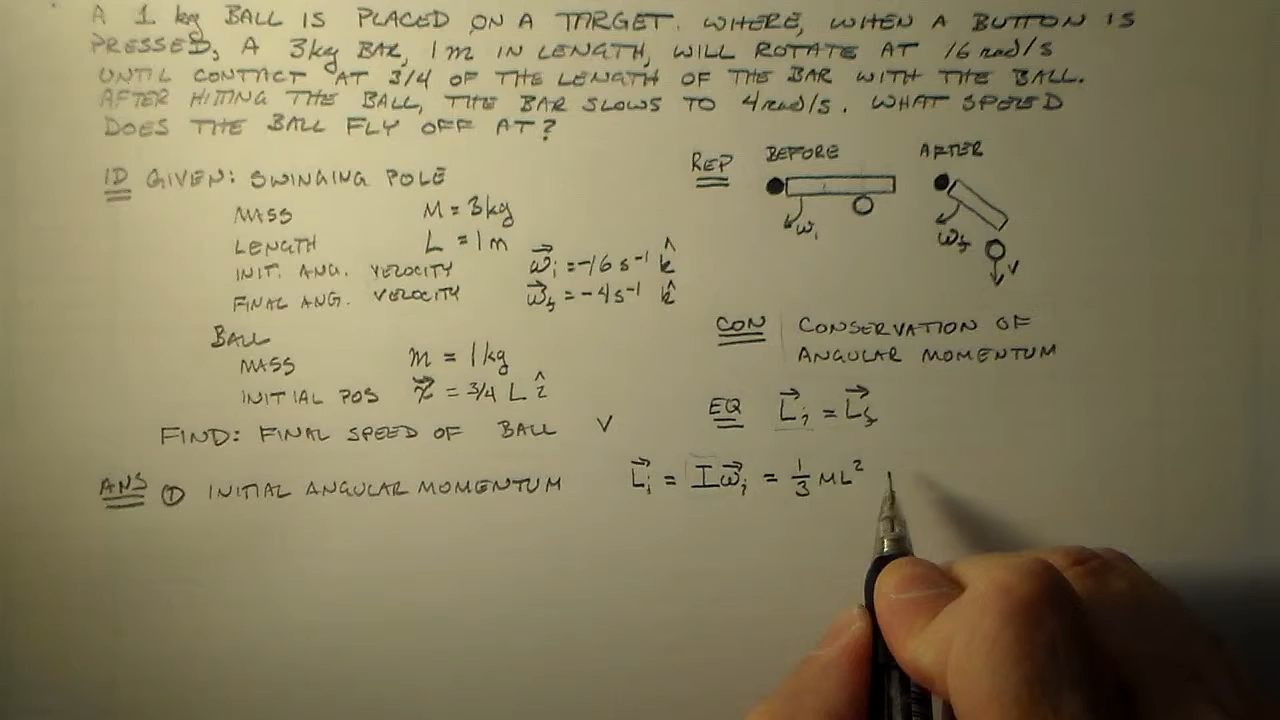 A 1 kg BALL IS PLACED ON A TARGET. WHERE, WHEN A BUTTON IS
PRESSED, A 3kg BAR, 1m IN LENGTH, WILL ROTATE AT 16 rad/s
UNTIL CONTACT AT 3/4 OF THE LENGTH OF THE BAR WITH THE BALL.
AFTER HITING THE BALL, THE BAR SLOWS TO 4rad/s. WHAT SPEED
DOES THE BALL FLY OFF AT?
ID GIVEN: SWINGING POLE
MASS M = 3kg
LENGTH L = 1m
INIT. ANG. VELOCITY ω⃗ᵢ = -16 s⁻¹ k̂
FINAL ANG. VELOCITY ω⃗f = -4 s⁻¹ k̂
BALL
MASS m = 1kg
INITIAL POS r⃗ = 3/4 L î
FIND: FINAL SPEED OF BALL V
REP BEFORE AFTER
ωᵢ ωf V
CON CONSERVATION OF
ANGULAR MOMENTUM
EQ L⃗ᵢ = L⃗f
ANS ① INITIAL ANGULAR MOMENTUM L⃗ᵢ = Iω⃗ᵢ = 1/3 ML²